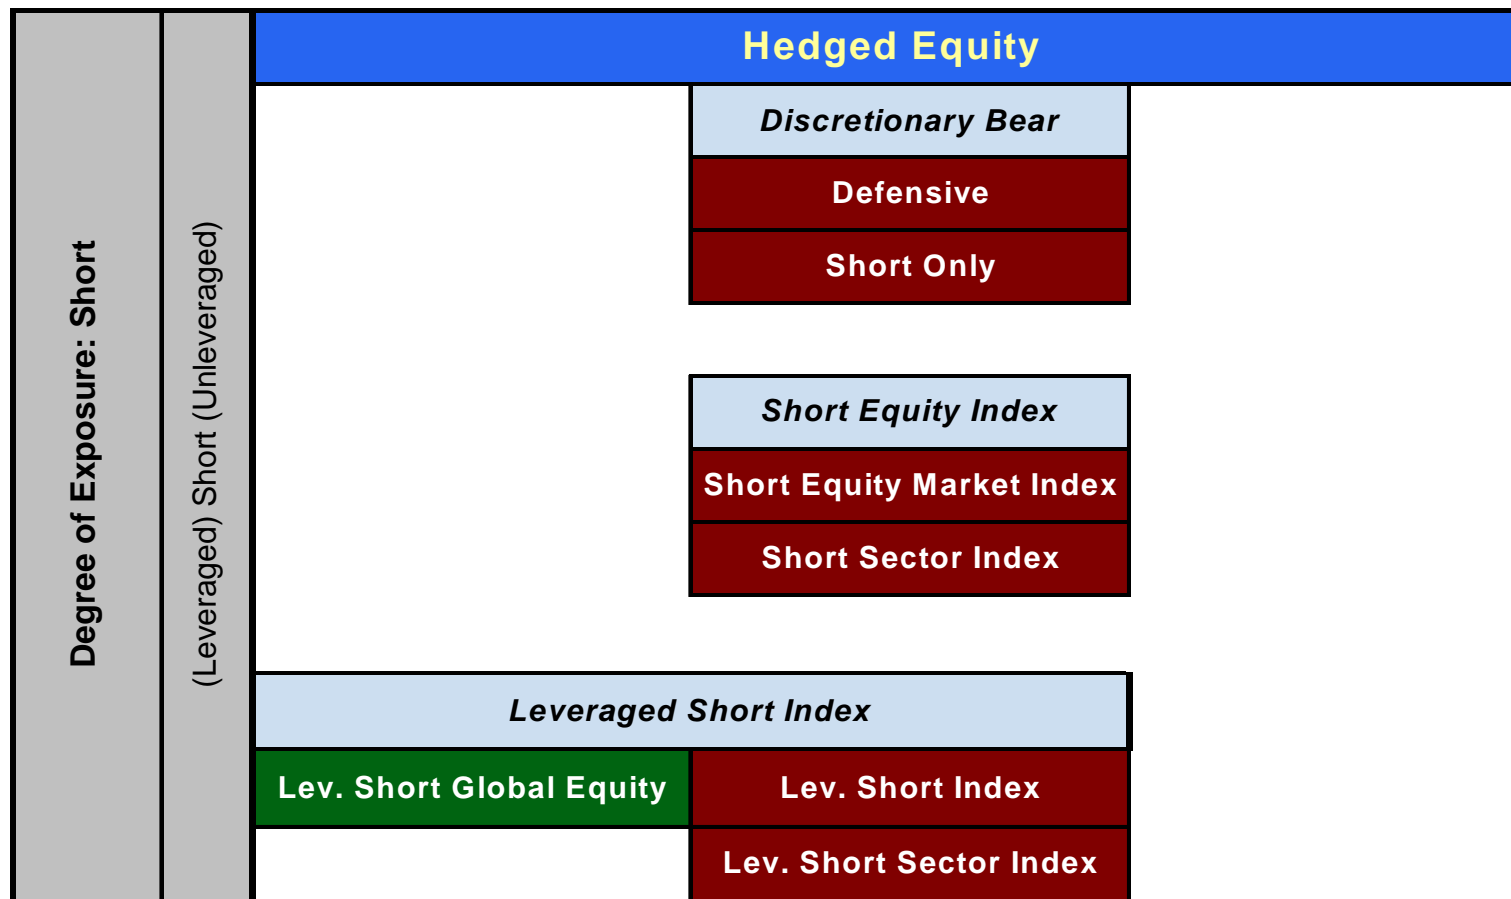 Hedged Equity
Degree of Exposure: Short
(Leveraged) Short (Unleveraged)
Discretionary Bear
Defensive
Short Only
Short Equity Index
Short Equity Market Index
Short Sector Index
Leveraged Short Index
Lev. Short Global Equity
Lev. Short Index
Lev. Short Sector Index